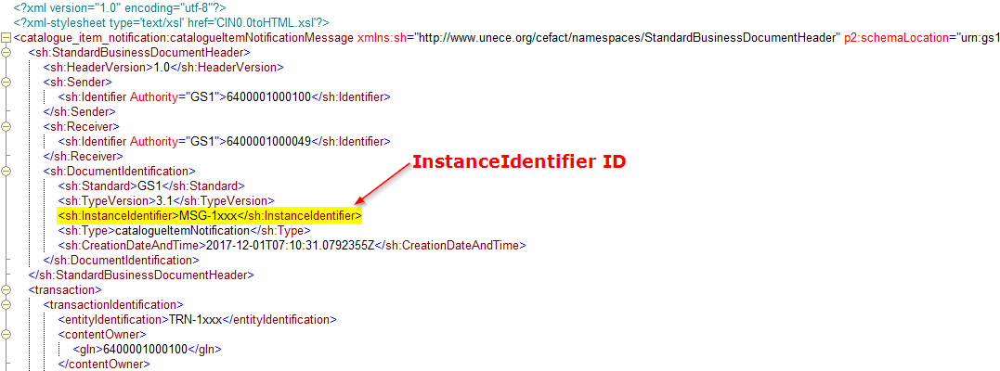 <?xml version="1.0" encoding="utf-8"?>
<?xml-stylesheet type='text/xsl' href='CIN0.0toHTML.xsl'?>
<catalogue_item_notification:catalogueItemNotificationMessage xmlns:sh="http://www.unece.org/cefact/namespaces/StandardBusinessDocumentHeader" p2:schemaLocation="urn:gs1
<sh:StandardBusinessDocumentHeader>
<sh:HeaderVersion>1.0</sh:HeaderVersion>
<sh:Sender>
<sh:Identifier Authority="GS1">6400001000100</sh:Identifier>
</sh:Sender>
<sh:Receiver>
<sh:Identifier Authority="GS1">6400001000049</sh:Identifier>
</sh:Receiver>
InstanceIdentifier ID
<sh:DocumentIdentification>
<sh:Standard>GS1</sh:Standard>
<sh:TypeVersion>3.1</sh:TypeVersion>
<sh:InstanceIdentifier>MSG-1xxx</sh:InstanceIdentifier>
<sh:Type>catalogueItemNotification</sh:Type>
<sh:CreationDateAndTime>2017-12-01T07:10:31.0792355Z</sh:CreationDateAndTime>
</sh:DocumentIdentification>
</sh:StandardBusinessDocumentHeader>
<transaction>
<transactionIdentification>
<entityIdentification>TRN-1xxx</entityIdentification>
<contentOwner>
<gln>6400001000100</gln>
</contentOwner>